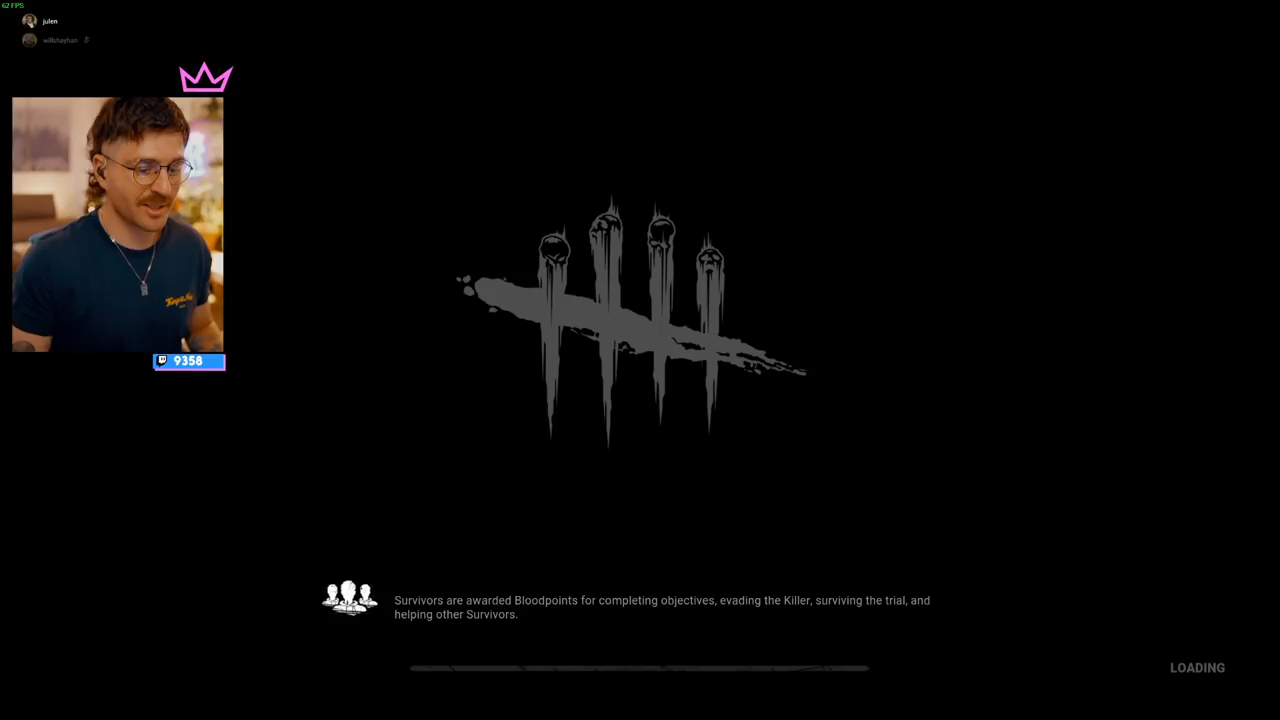 62 FPS
julen
willshayhan
9358
Survivors are awarded Bloodpoints for completing objectives, evading the Killer, surviving the trial, and
helping other Survivors.
LOADING